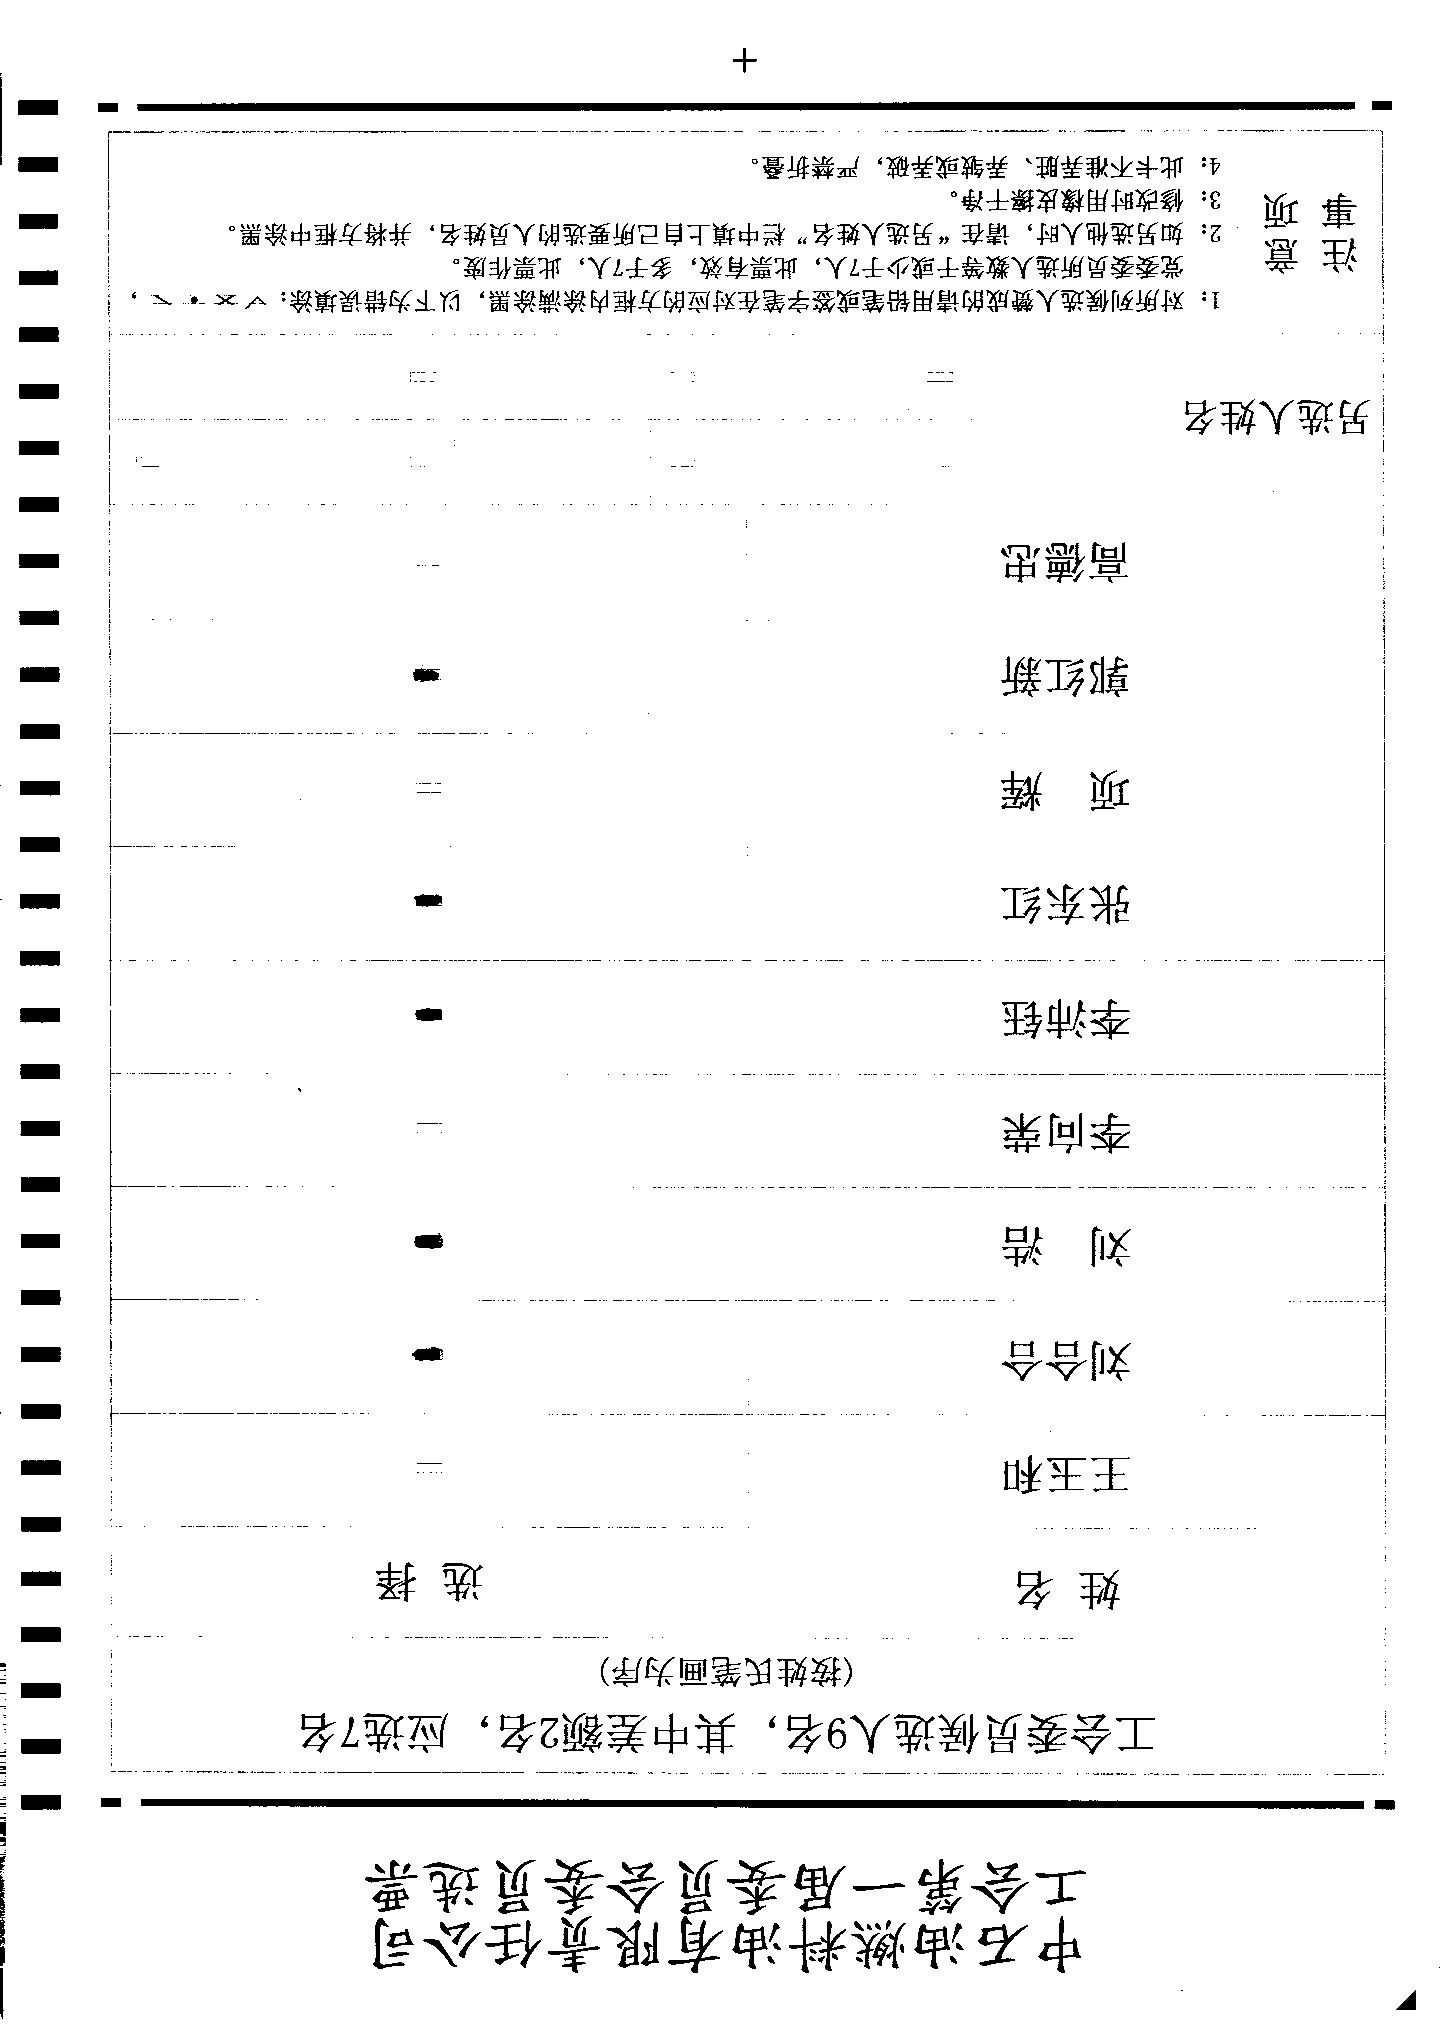 中石油燃料油有限责任公司
工会第一届委员会委员选票
工会委员候选人9名，其中差额2名，应选7名
(按姓氏笔画为序)
姓 名 选 择
王玉和
刘合合
刘 浩
李向荣
李沛钰
张东红
项 辉
郭红新
高德忠
另选人姓名
注意事项
1: 对所列候选人赞成的请用铅笔或签字笔在对应的方框内涂满涂黑，以下为错误填涂:
党委委员所选人数等于或少于7人，此票有效，多于7人，此票作废。
2: 如另选他人时，请在“另选人姓名”栏中填上自己所要选的人员姓名，并将方框中涂黑。
3: 修改时用橡皮擦干净。
4: 此卡不准弄脏、弄皱或弄破，严禁折叠。